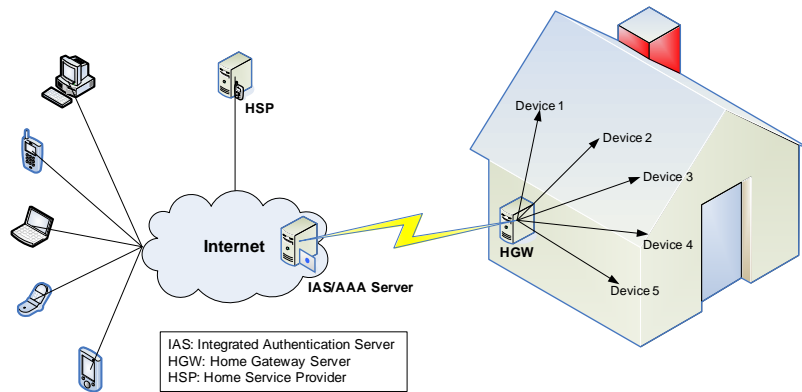 HSP
Device 1
Device 2
Device 3
Device 4
Device 5
Internet
IAS/AAA Server
HGW
IAS: Integrated Authentication Server
HGW: Home Gateway Server
HSP: Home Service Provider